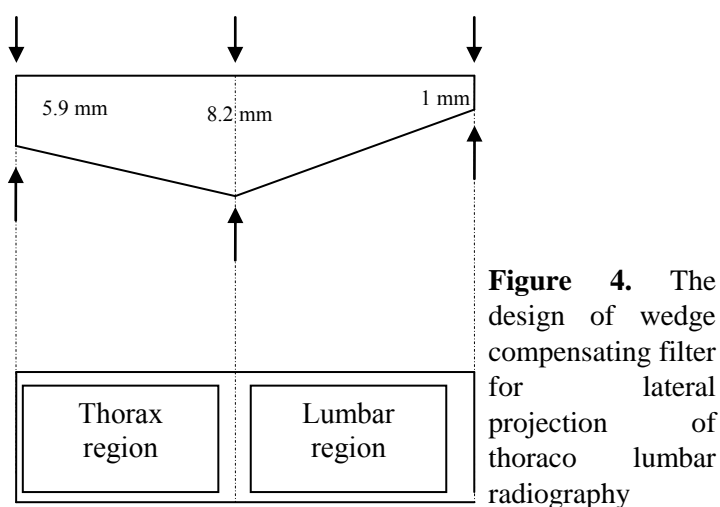 5.9 mm
8.2 mm
1 mm
Thorax
region
Lumbar
region
Figure 4. The
design of wedge
compensating filter
for lateral
projection of
thoraco lumbar
radiography